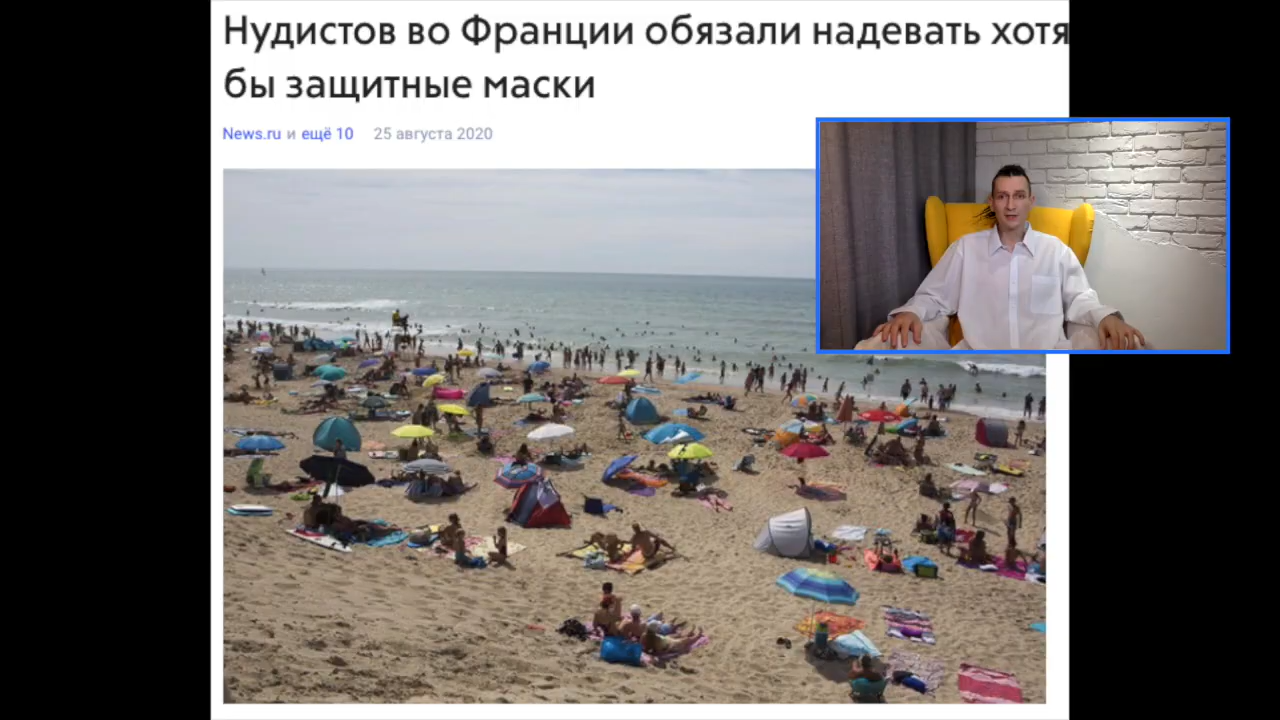 Нудистов во Франции обязали надевать хотя
бы защитные маски
News.ru и ещё 10 25 августа 2020